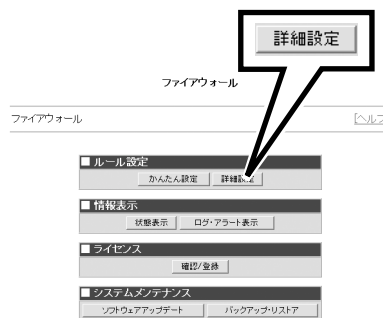 詳細設定
ファイアウォール
ファイアウォール [ヘルプ
■ ルール設定
かんたん設定 詳細設定
■ 情報表示
状態表示 ログ・アラート表示
■ ライセンス
確認/登録
■ システムメンテナンス
ソフトウェアアップデート バックアップ・リストア